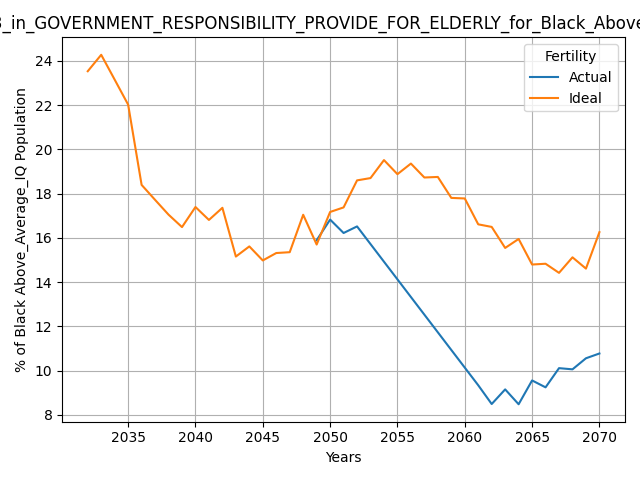 _in_GOVERNMENT_RESPONSIBILITY_PROVIDE_FOR_ELDERLY_for_Black_Above
Fertility
Actual
Ideal
% of Black Above_Average_IQ Population
24
22
20
18
16
14
12
10
8
2035 2040 2045 2050 2055 2060 2065 2070
Years